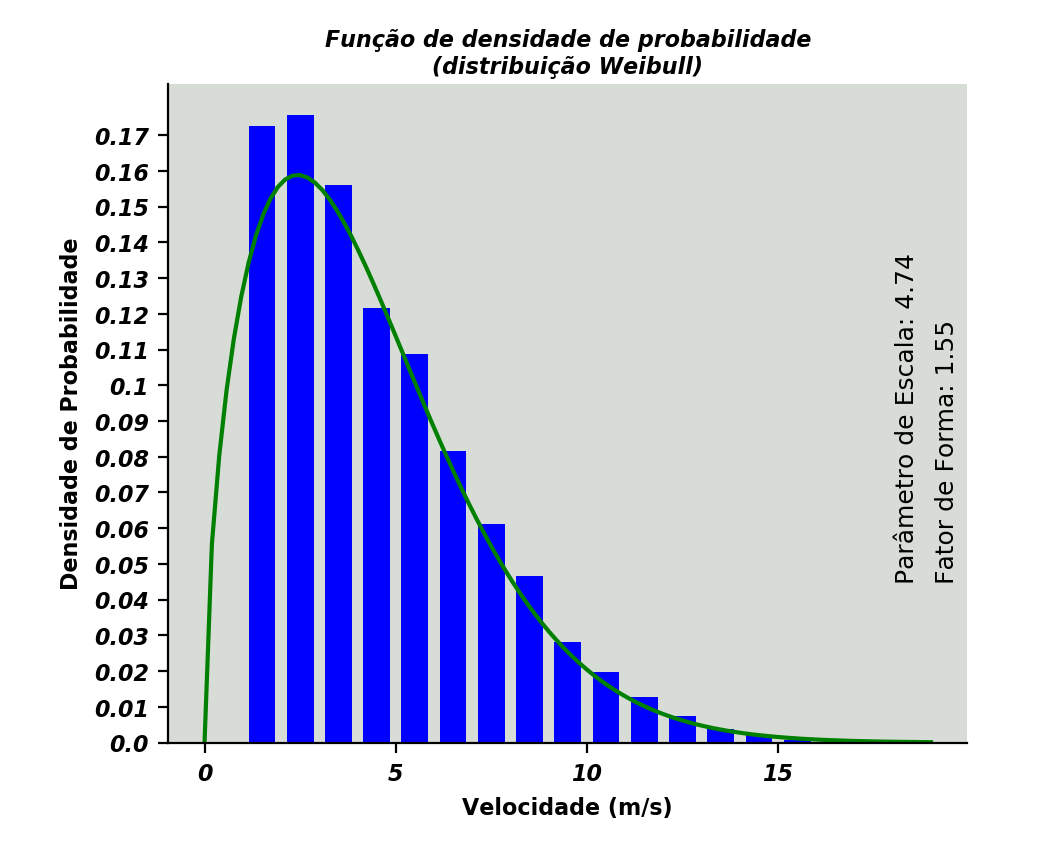 Função de densidade de probabilidade
(distribuição Weibull)
Densidade de Probabilidade
0.17
0.16
0.15
0.14
0.13
0.12
0.11
0.1
0.09
0.08
0.07
0.06
0.05
0.04
0.03
0.02
0.01
0.0
Parâmetro de Escala: 4.74
Fator de Forma: 1.55
0 5 10 15
Velocidade (m/s)